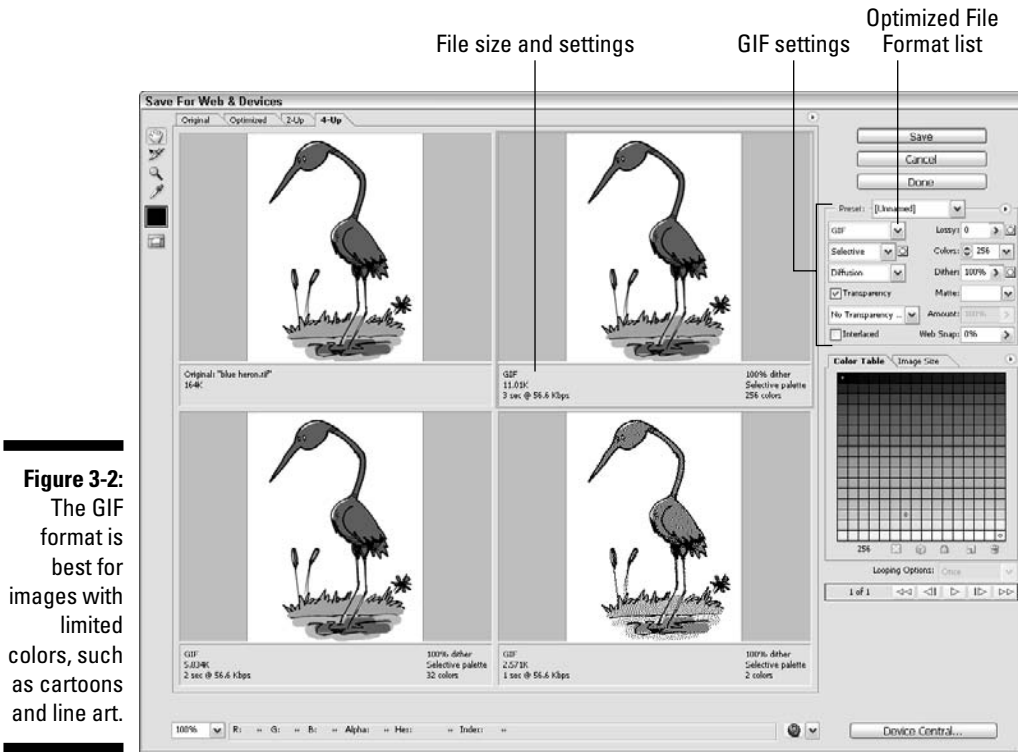 Optimized File
File size and settings GIF settings Format list
Save For Web & Devices
Original Optimized 2-Up 4-Up
Save
Cancel
Done
Preset: [Unnamed]
GIF Lossy: 0
Selective Colors: 256
Diffusion Dither: 100%
Transparency Matte:
No Transparency ... Amount: 100%
Interlaced Web Snap: 0%
Original: "blue heron.tif"
164K
GIF 100% dither
11.01K Selective palette
3 sec @ 56.6 Kbps 256 colors
Color Table Image Size
256
Looping Options: Once
1 of 1
GIF 100% dither
5.034K Selective palette
2 sec @ 56.6 Kbps 32 colors
GIF 100% dither
2.571K Selective palette
1 sec @ 56.6 Kbps 2 colors
100% R: -- G: -- B: -- Alpha: -- Hex: -- Index: --
Device Central...
Figure 3-2:
The GIF
format is
best for
images with
limited
colors, such
as cartoons
and line art.